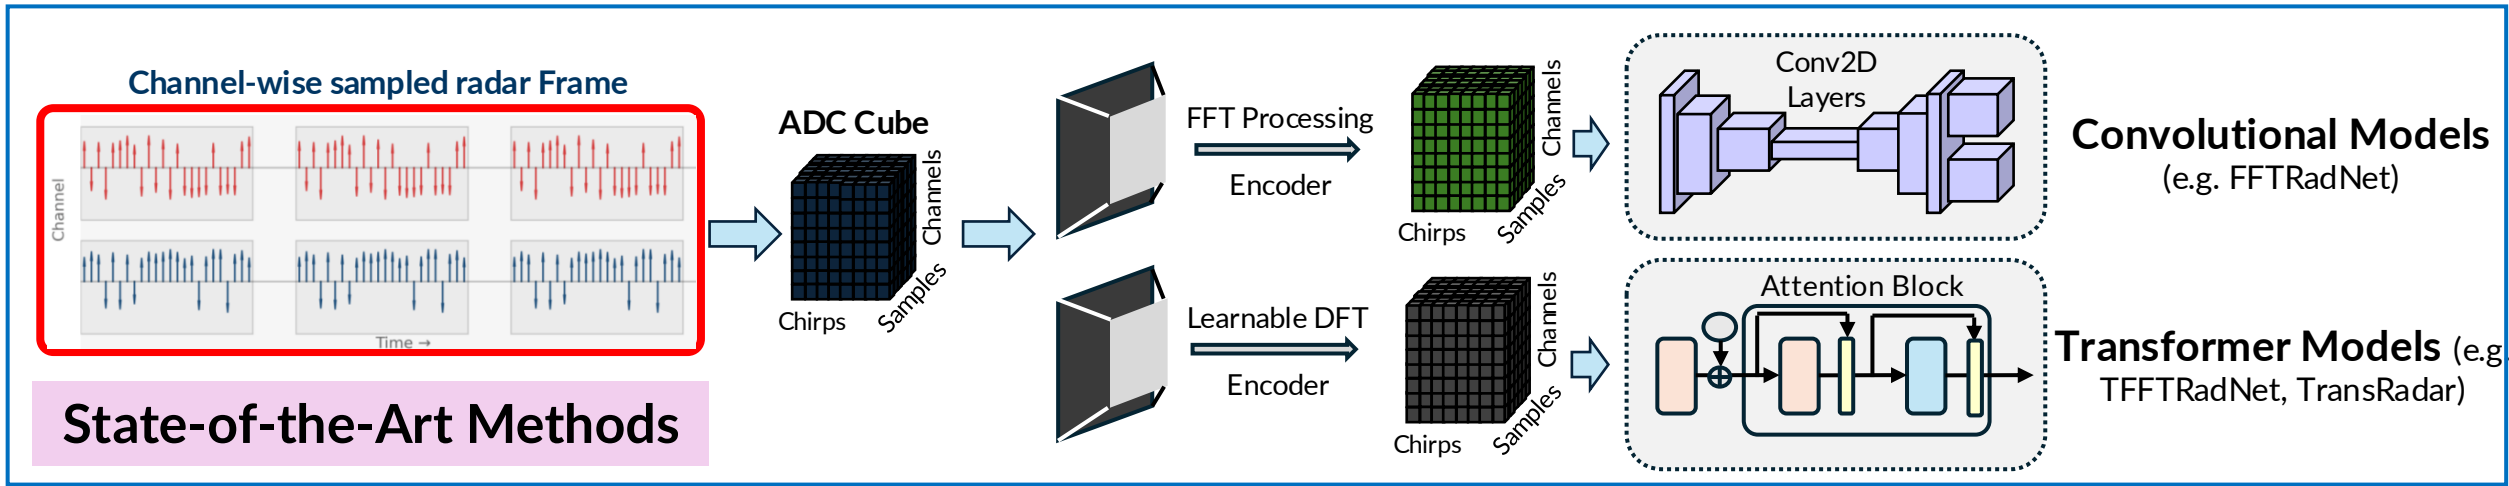 Channel-wise sampled radar Frame
Channel
Time →
State-of-the-Art Methods
ADC Cube
Channels
Samples
Chirps
FFT Processing
Encoder
Channels
Samples
Chirps
Conv2D
Layers
Convolutional Models
(e.g. FFTRadNet)
Learnable DFT
Encoder
Channels
Samples
Chirps
Attention Block
Transformer Models (e.g.
TFFTRadNet, TransRadar)